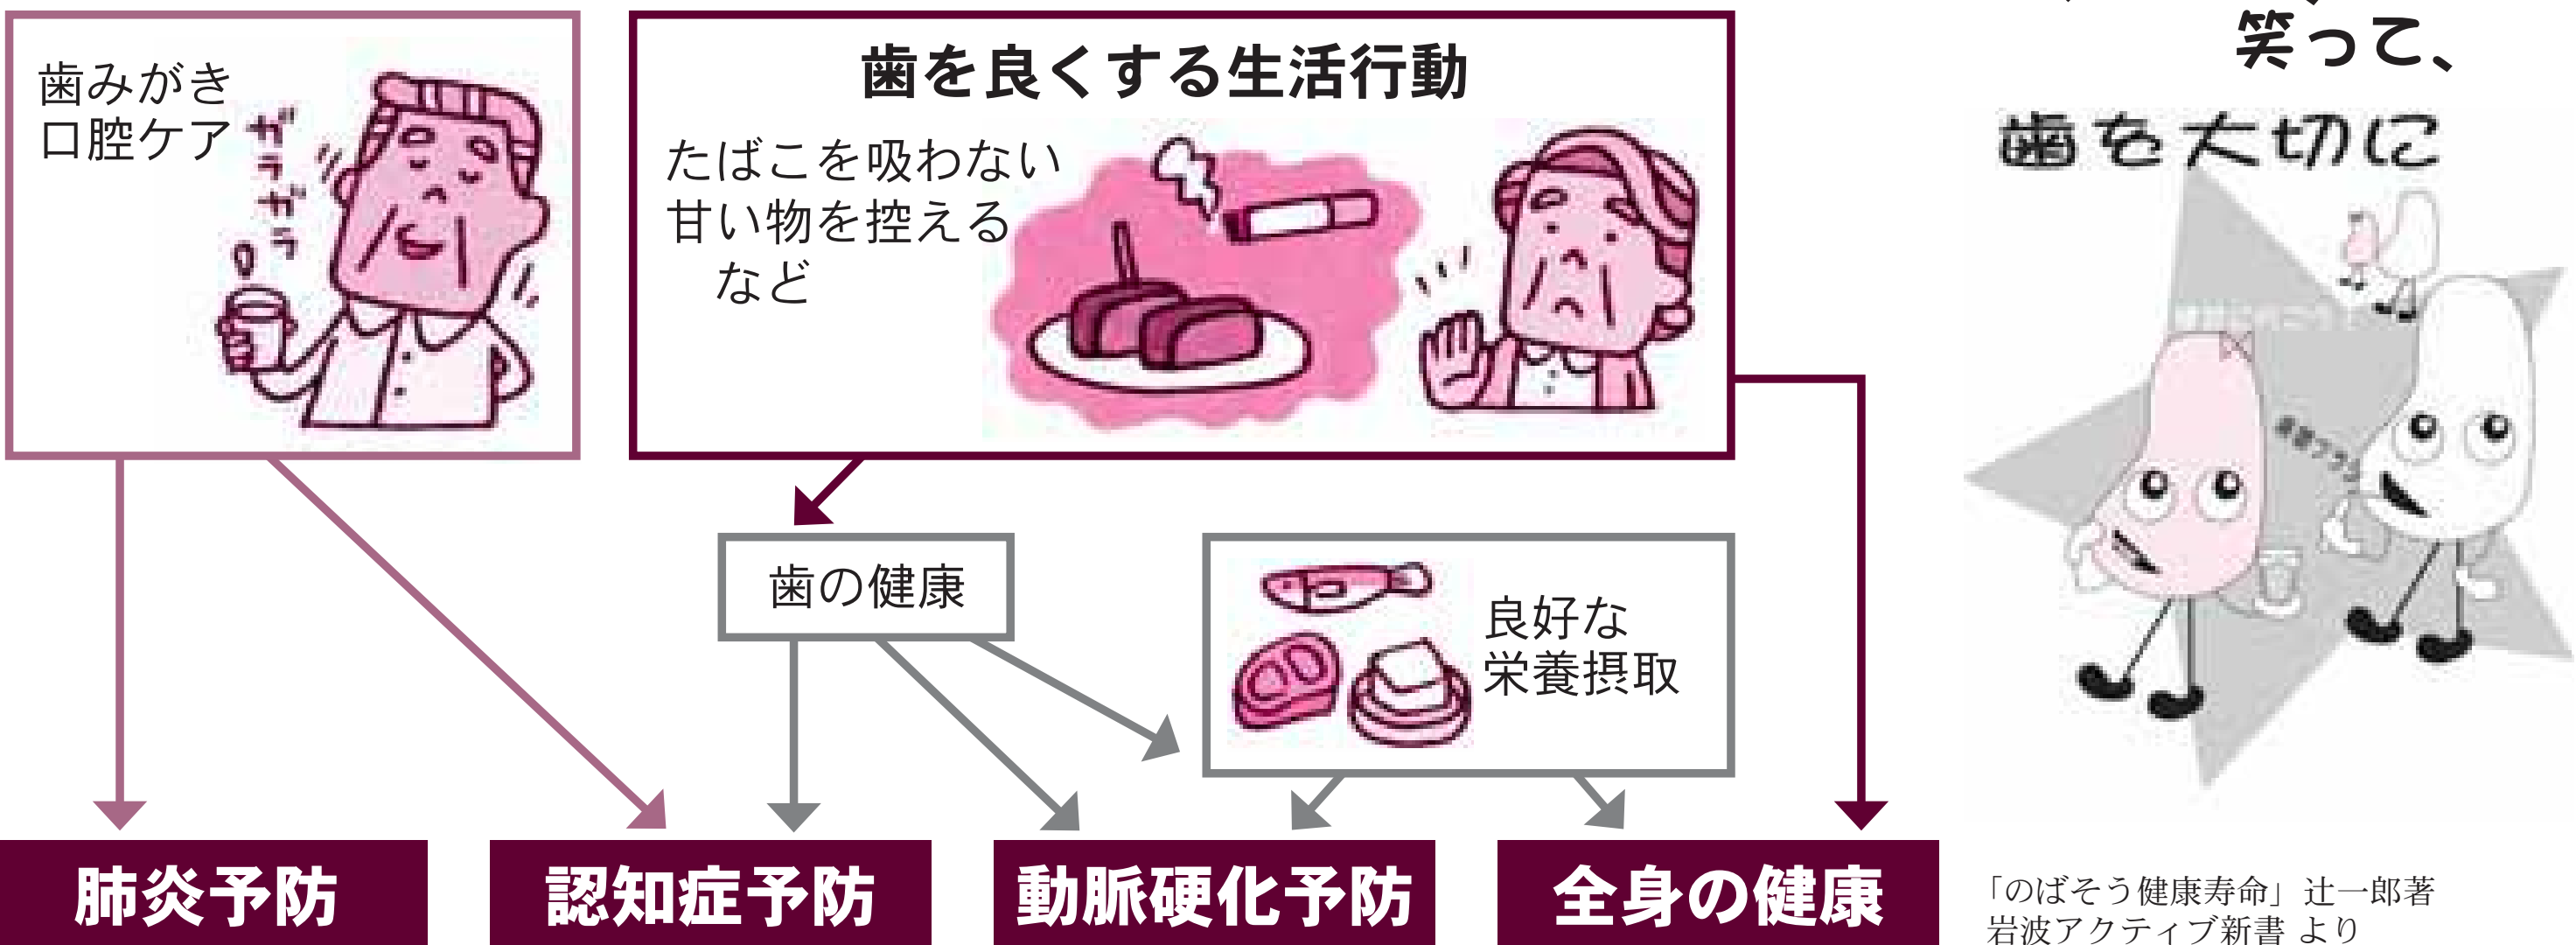 歯みがき
口腔ケア
ガラガラ
歯を良くする生活行動
たばこを吸わない
甘い物を控える
など
歯の健康
良好な
栄養摂取
肺炎予防
認知症予防
動脈硬化予防
全身の健康
笑って、
歯を大切に
「のばそう健康寿命」辻一郎著
岩波アクティブ新書 より